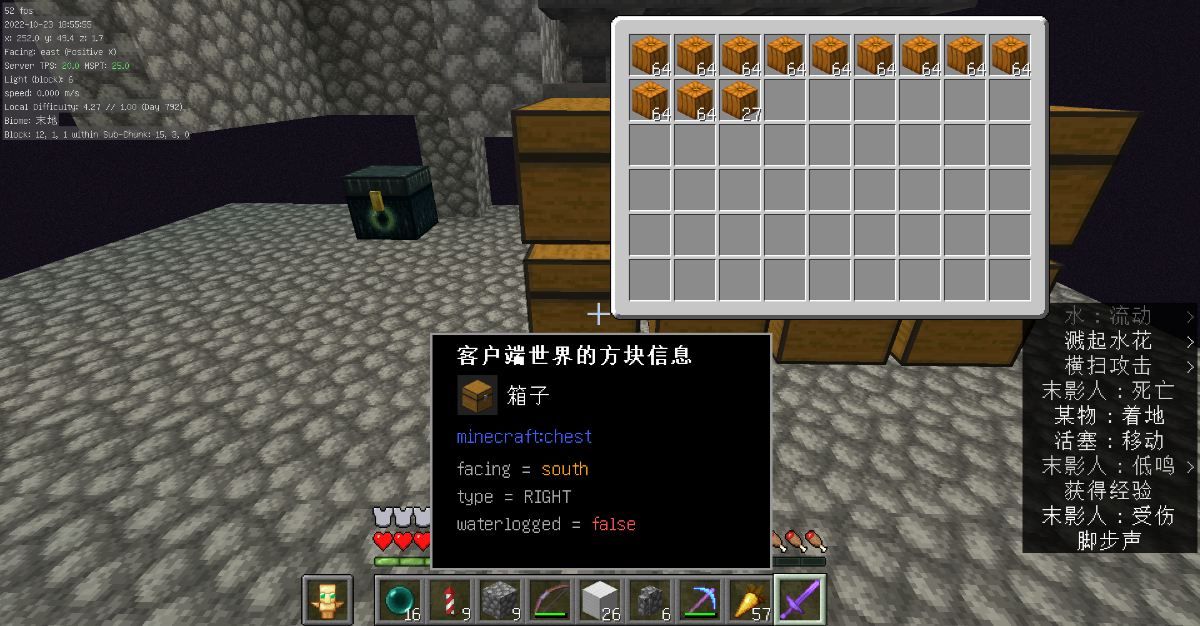 52 fps
2022-10-23 18:55:55
x: 252.0 y: 49.4 z: 1.7
Facing: east (Positive X)
Server TPS: 20.0 MSPT: 25.0
Light (block): 6
speed: 0.000 m/s
Local Difficulty: 4.27 // 1.00 (Day 792)
Biome: 末地
Block: 12, 1, 1 within Sub-Chunk: 15, 3, 0
64 64 64 64 64 64 64 64 64
64 64 27
客户端世界的方块信息
箱子
minecraft:chest
facing = south
type = RIGHT
waterlogged = false
水：流动 >
溅起水花 >
横扫攻击 >
末影人：死亡
某物：着地
活塞：移动
末影人：低鸣 >
获得经验
末影人：受伤
脚步声
16 9 9 26 6 57